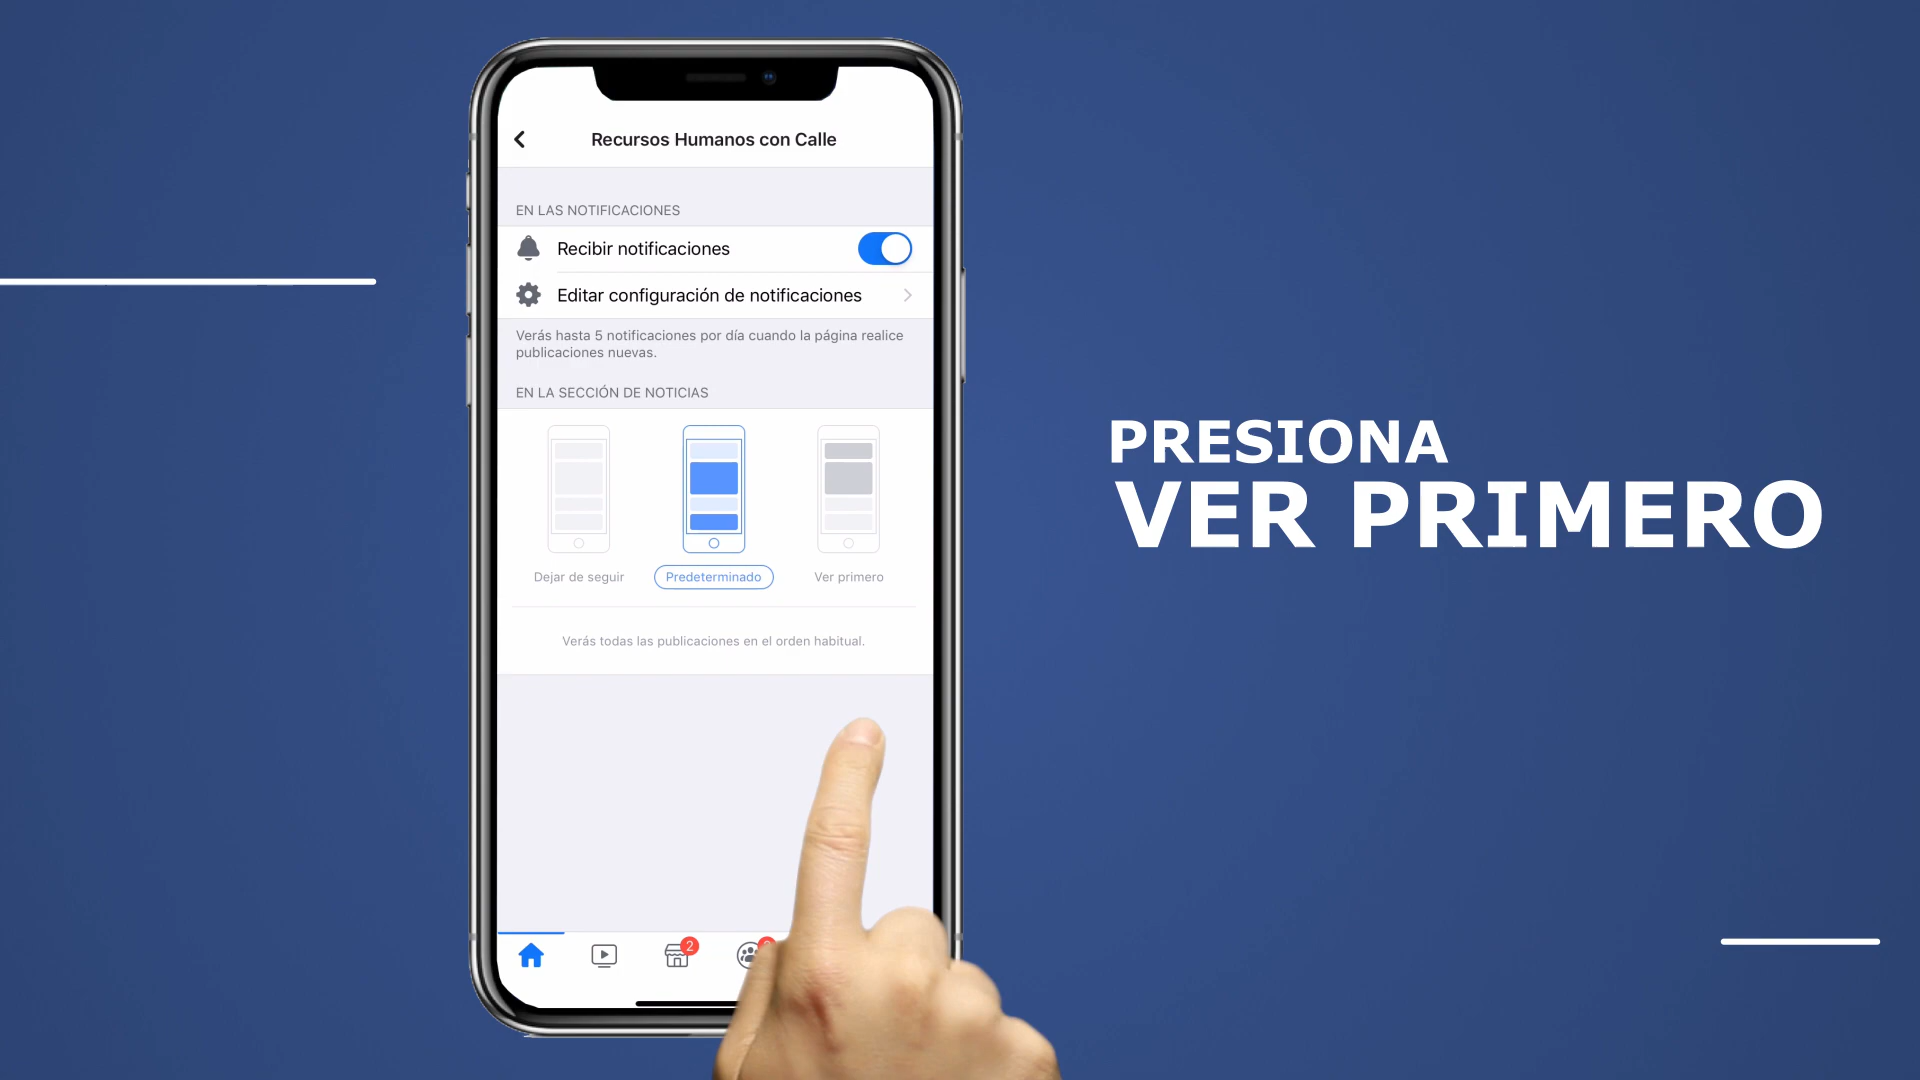 Recursos Humanos con Calle
EN LAS NOTIFICACIONES
Recibir notificaciones
Editar configuración de notificaciones
Verás hasta 5 notificaciones por día cuando la página realice
publicaciones nuevas.
EN LA SECCIÓN DE NOTICIAS
Dejar de seguir
Predeterminado
Ver primero
Verás todas las publicaciones en el orden habitual.
2
PRESIONA
VER PRIMERO